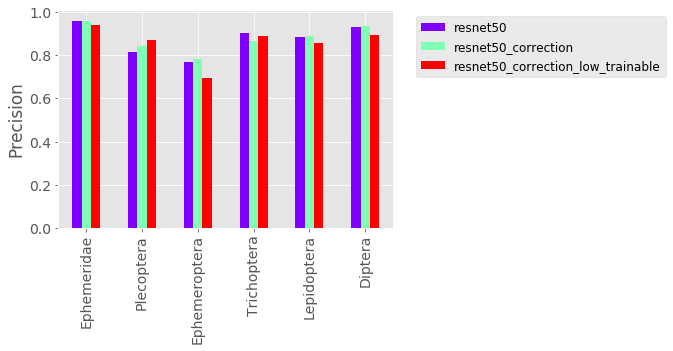 1.0
0.8
0.6
0.4
0.2
0.0
Precision
Ephemeridae
Plecoptera
Ephemeroptera
Trichoptera
Lepidoptera
Diptera
resnet50
resnet50_correction
resnet50_correction_low_trainable